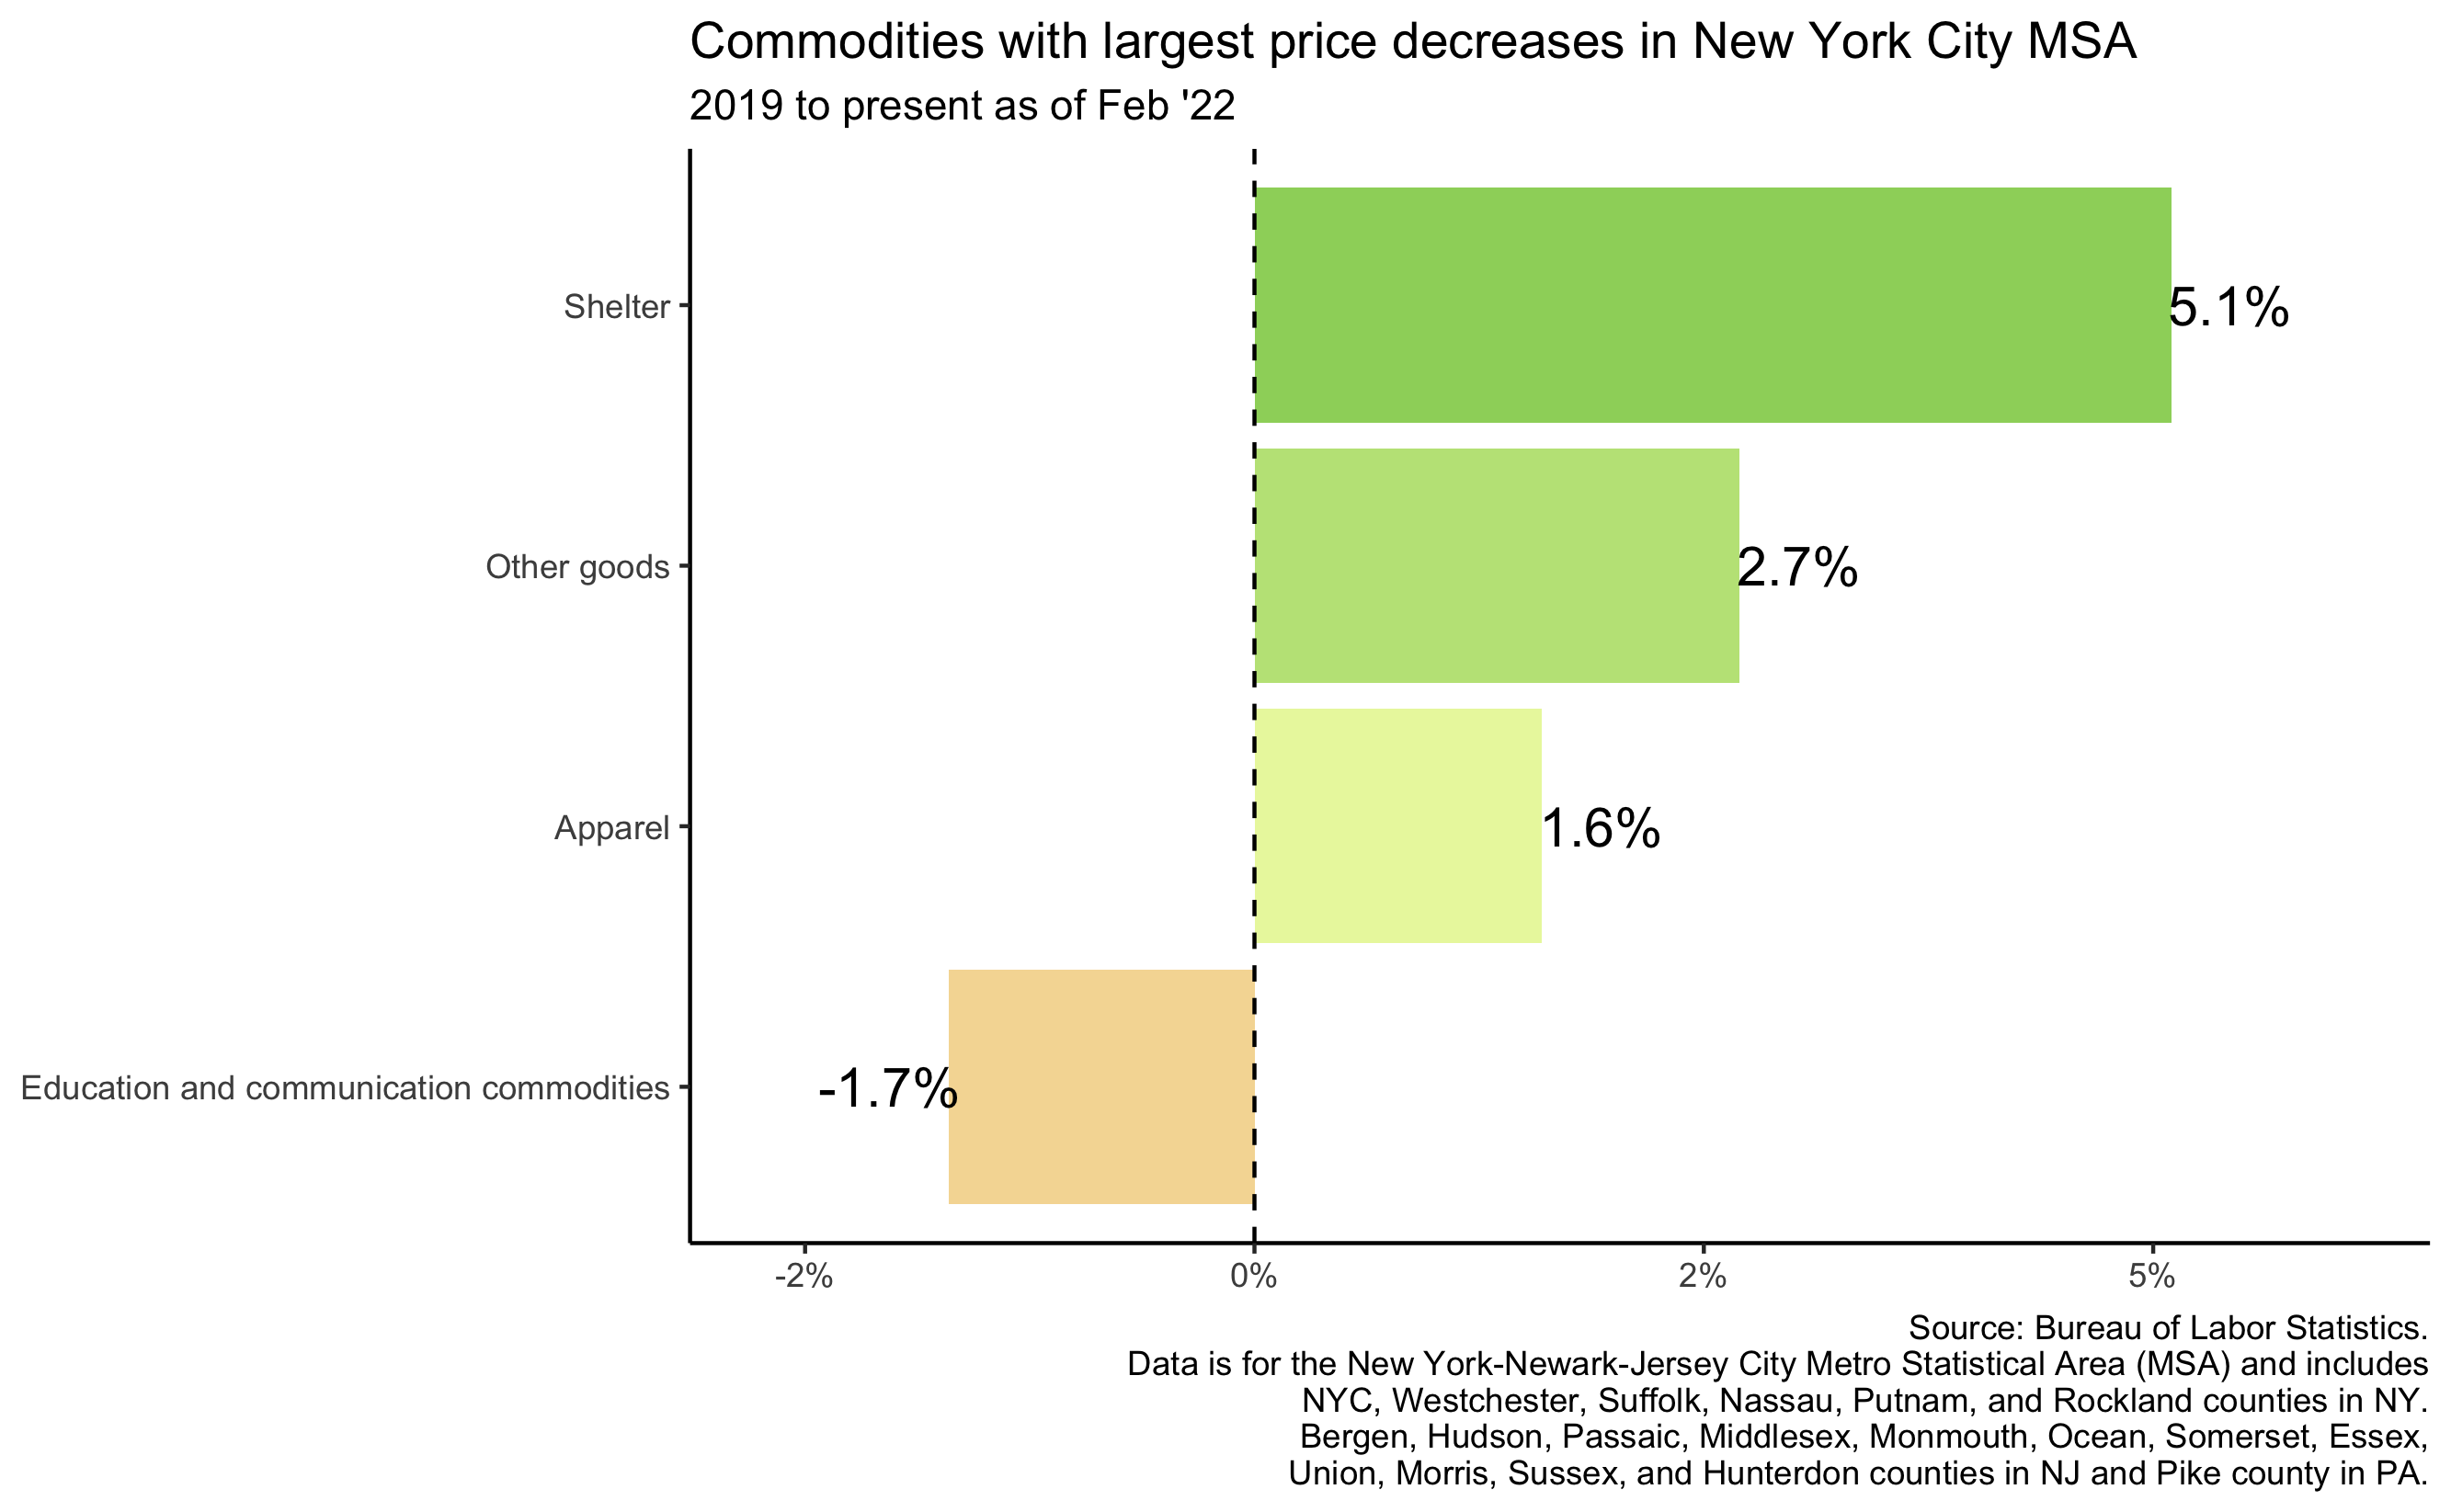 Commodities with largest price decreases in New York City MSA
2019 to present as of Feb '22
Shelter
5.1%
Other goods
2.7%
Apparel
1.6%
Education and communication commodities
-1.7%
-2%
0%
2%
5%
Source: Bureau of Labor Statistics.
Data is for the New York-Newark-Jersey City Metro Statistical Area (MSA) and includes
NYC, Westchester, Suffolk, Nassau, Putnam, and Rockland counties in NY.
Bergen, Hudson, Passaic, Middlesex, Monmouth, Ocean, Somerset, Essex,
Union, Morris, Sussex, and Hunterdon counties in NJ and Pike county in PA.